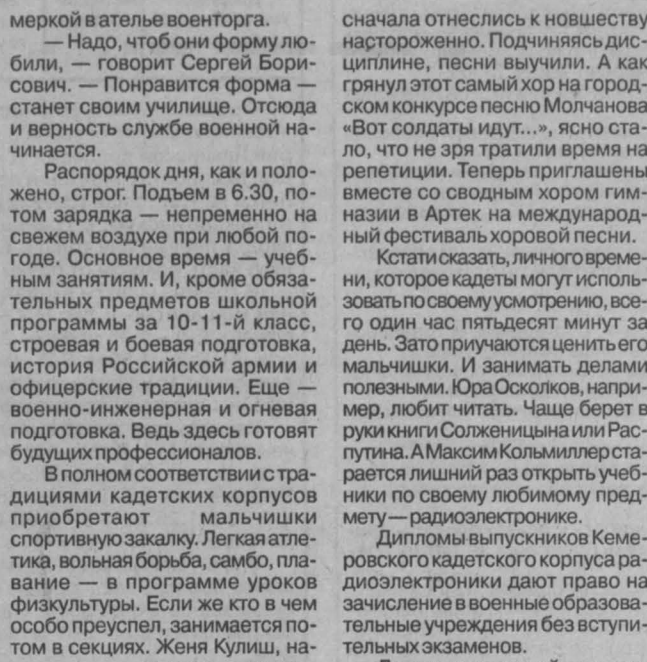 меркой в ателье военторга.
— Надо, чтоб они форму лю-
били, — говорит Сергей Бори-
сович. — Понравится форма —
станет своим училище. Отсюда
и верность службе военной на-
чинается.
Распорядок дня, как и поло-
жено, строг. Подъем в 6.30, по-
том зарядка — непременно на
свежем воздухе при любой по-
годе. Основное время — учеб-
ным занятиям. И, кроме обяза-
тельных предметов школьной
программы за 10-11-й класс,
строевая и боевая подготовка,
история Российской армии и
офицерские традиции. Еще —
военно-инженерная и огневая
подготовка. Ведь здесь готовят
будущих профессионалов.
В полном соответствии с тра-
дициями кадетских корпусов
приобретают мальчишки
спортивную закалку. Легкая атле-
тика, вольная борьба, самбо, пла-
вание — в программе уроков
физкультуры. Если же кто в чем
особо преуспел, занимается по-
том в секциях. Женя Кулиш, на-
сначала отнеслись к новшеству
настороженно. Подчиняясь дис-
циплине, песни выучили. А как
грянул этот самый хор на город-
ском конкурсе песню Молчанова
«Вот солдаты идут...», ясно ста-
ло, что не зря тратили время на
репетиции. Теперь приглашены
вместе со сводным хором гим-
назии в Артек на международ-
ный фестиваль хоровой песни.
Кстати сказать, личного време-
ни, которое кадеты могут исполь-
зовать по своему усмотрению, все-
го один час пятьдесят минут за
день. Зато приучаются ценить его
мальчишки. И занимать делами
полезными. Юра Осколков, напри-
мер, любит читать. Чаще берет в
руки книги Солженицына или Рас-
путина. А Максим Кольмиллер ста-
рается лишний раз открыть учеб-
ники по своему любимому пред-
мету — радиоэлектронике.
Дипломы выпускников Кеме-
ровского кадетского корпуса ра-
диоэлектроники дают право на
зачисление в военные образова-
тельные учреждения без вступи-
тельных экзаменов.